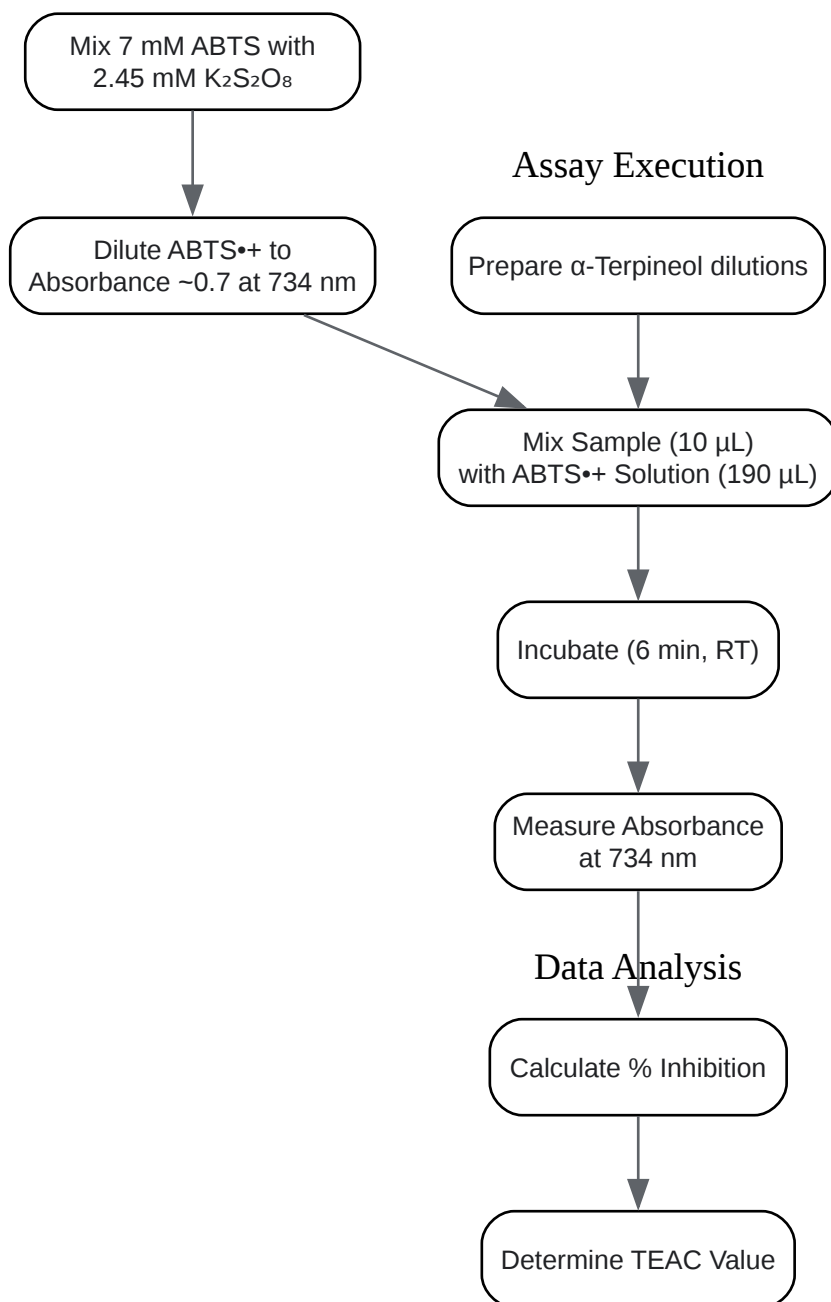 Mix 7 mM ABTS with
2.45 mM K₂S₂O₈
Assay Execution
Dilute ABTS•+ to
Absorbance ~0.7 at 734 nm
Prepare α-Terpineol dilutions
Mix Sample (10 µL)
with ABTS•+ Solution (190 µL)
Incubate (6 min, RT)
Measure Absorbance
at 734 nm
Data Analysis
Calculate % Inhibition
Determine TEAC Value